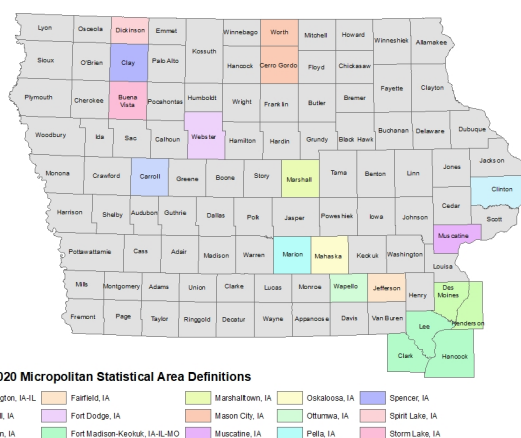 Lyon Osceola Dickinson Emmet Winnebago Worth Mitchell Howard Winneshiek Allamakee
Kossuth
Sioux O'Brien Clay Palo Alto Hancock Cerro Gordo Floyd Chickasaw
Plymouth Cherokee Buena Vista Pocahontas Humboldt Wright Franklin Butler Bremer Fayette Clayton
Woodbury Ida Sac Calhoun Webster Hamilton Hardin Grundy Black Hawk Buchanan Delaware Dubuque
Monona Crawford Carroll Greene Boone Story Marshall Tama Benton Linn Jones Jackson
Clinton
Harrison Shelby Audubon Guthrie Dallas Polk Jasper Poweshiek Iowa Johnson Cedar Scott
Muscatine
Pottawattamie Cass Adair Madison Warren Marion Mahaska Keokuk Washington Louisa
Mills Montgomery Adams Union Clarke Lucas Monroe Wapello Jefferson Henry Des Moines
Fremont Page Taylor Ringgold Decatur Wayne Appanoose Davis Van Buren Lee Henderson
Clark Hancock
020 Micropolitan Statistical Area Definitions
gton, IA-IL Fairfield, IA Marshalltown, IA Oskaloosa, IA Spencer, IA
ll, IA Fort Dodge, IA Mason City, IA Ottumwa, IA Spirit Lake, IA
n, IA Fort Madison-Keokuk, IA-IL-MO Muscatine, IA Pella, IA Storm Lake, IA